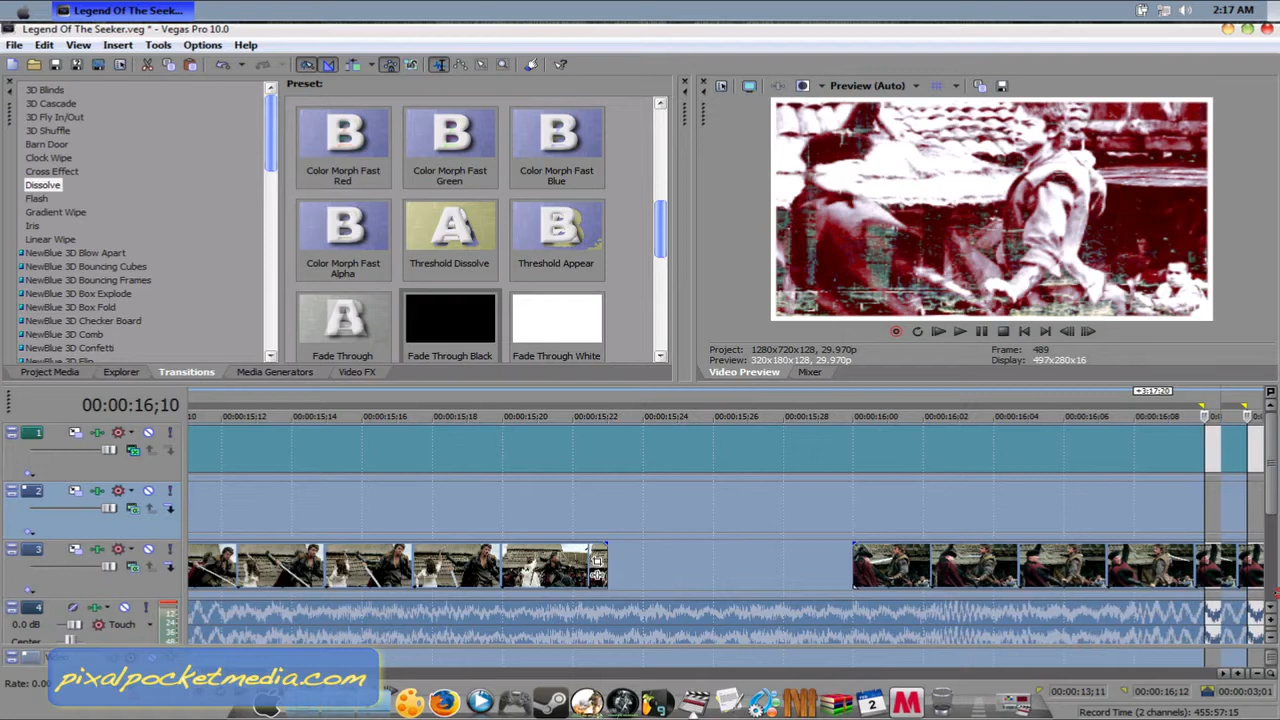 Legend Of The Seek...
2:17 AM
Legend Of The Seeker.veg * - Vegas Pro 10.0
File Edit View Insert Tools Options Help
3D Blinds
3D Cascade
3D Fly In/Out
3D Shuffle
Barn Door
Clock Wipe
Cross Effect
Dissolve
Flash
Gradient Wipe
Iris
Linear Wipe
NewBlue 3D Blow Apart
NewBlue 3D Bouncing Cubes
NewBlue 3D Bouncing Frames
NewBlue 3D Box Explode
NewBlue 3D Box Fold
NewBlue 3D Checker Board
NewBlue 3D Comb
NewBlue 3D Confetti
NewBlue 3D Flip
Preset:
B B B
Color Morph Fast Red
Color Morph Fast Green
Color Morph Fast Blue
B A B
Color Morph Fast Alpha
Threshold Dissolve
Threshold Appear
Fade Through
Fade Through Black
Fade Through White
Preview (Auto)
Project: 1280x720x128, 29.970p
Preview: 320x180x128, 29.970p
Frame: 489
Display: 497x280x16
Project Media Explorer Transitions Media Generators Video FX
Video Preview Mixer
+3:17:20
00:00:16;10
00:00:15;12 00:00:15;14 00:00:15;16 00:00:15;18 00:00:15;20 00:00:15;22 00:00:15;24 00:00:15;26 00:00:15;28 00:00:16;00 00:00:16;02 00:00:16;04 00:00:16;06 00:00:16;08
1
2
3
4
0.0 dB
Touch
Center
Video
Rate: 0.00
pixalpocketmedia.com
00:00:13;11
00:00:16;12
00:00:03;01
Record Time (2 channels): 455:57:15